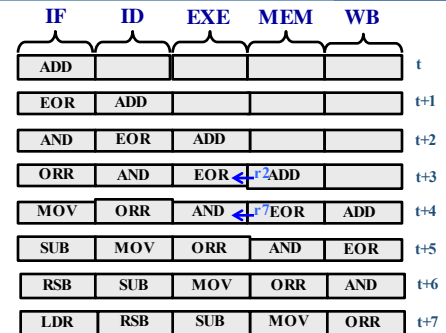 IF ID EXE MEM WB
ADD t
EOR ADD t+1
AND EOR ADD t+2
ORR AND EOR r2 ADD t+3
MOV ORR AND r7 EOR ADD t+4
SUB MOV ORR AND EOR t+5
RSB SUB MOV ORR AND t+6
LDR RSB SUB MOV ORR t+7